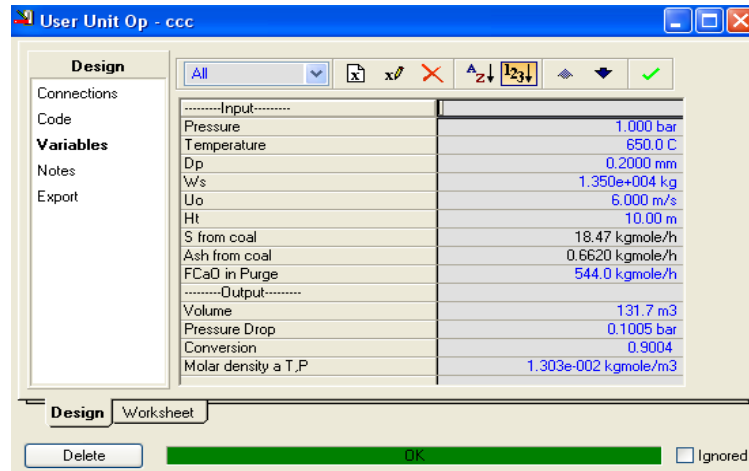 User Unit Op - ccc
Design
Connections
Code
Variables
Notes
Export
All
---------Input---------
Pressure 1.000 bar
Temperature 650.0 C
Dp 0.2000 mm
Ws 1.350e+004 kg
Uo 6.000 m/s
Ht 10.00 m
S from coal 18.47 kgmole/h
Ash from coal 0.6620 kgmole/h
FCaO in Purge 544.0 kgmole/h
---------Output---------
Volume 131.7 m3
Pressure Drop 0.1005 bar
Conversion 0.9004
Molar density a T,P 1.303e-002 kgmole/m3
Design Worksheet
Delete OK Ignored